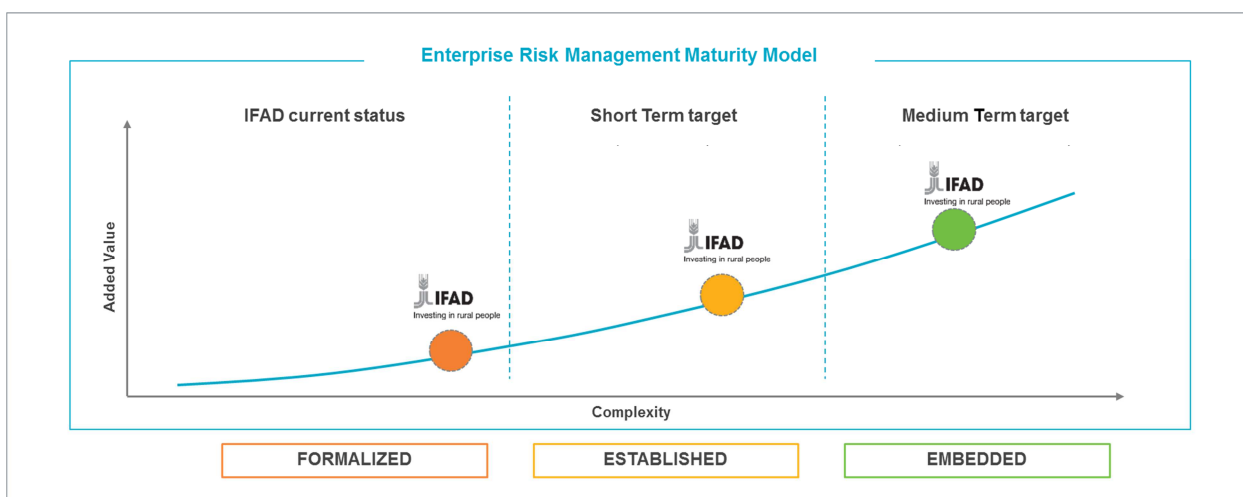 Enterprise Risk Management Maturity Model
IFAD current status
Short Term target
Medium Term target
IFAD
Investing in rural people
IFAD
Investing in rural people
IFAD
Investing in rural people
Added Value
Complexity
FORMALIZED
ESTABLISHED
EMBEDDED